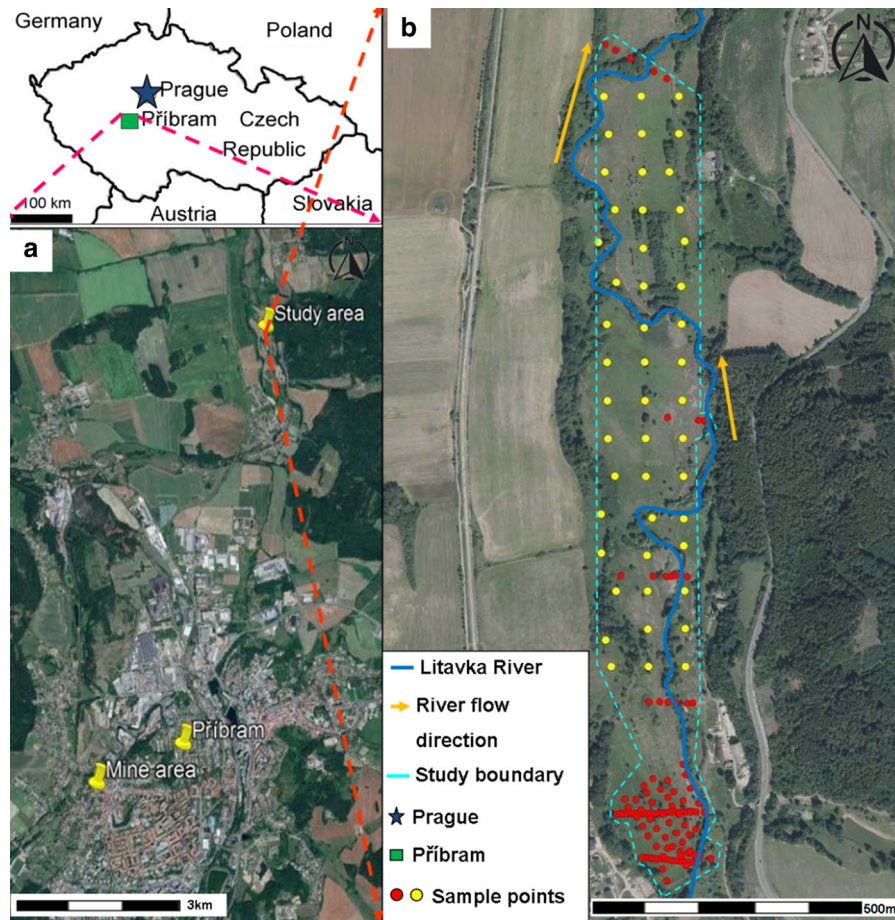 Germany
Poland
Prague
Příbram
Czech
Republic
100 km
Austria
Slovakia
a
N
Study area
Příbram
Mine area
3km
b
N
Litavka River
River flow
direction
Study boundary
Prague
Příbram
Sample points
500m